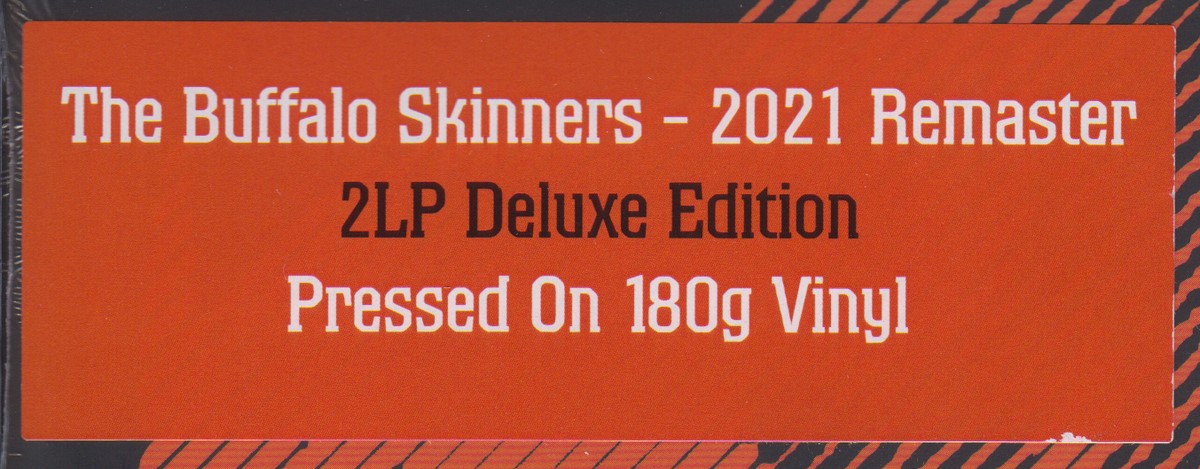 The Buffalo Skinners - 2021 Remaster
2LP Deluxe Edition
Pressed On 180g Vinyl